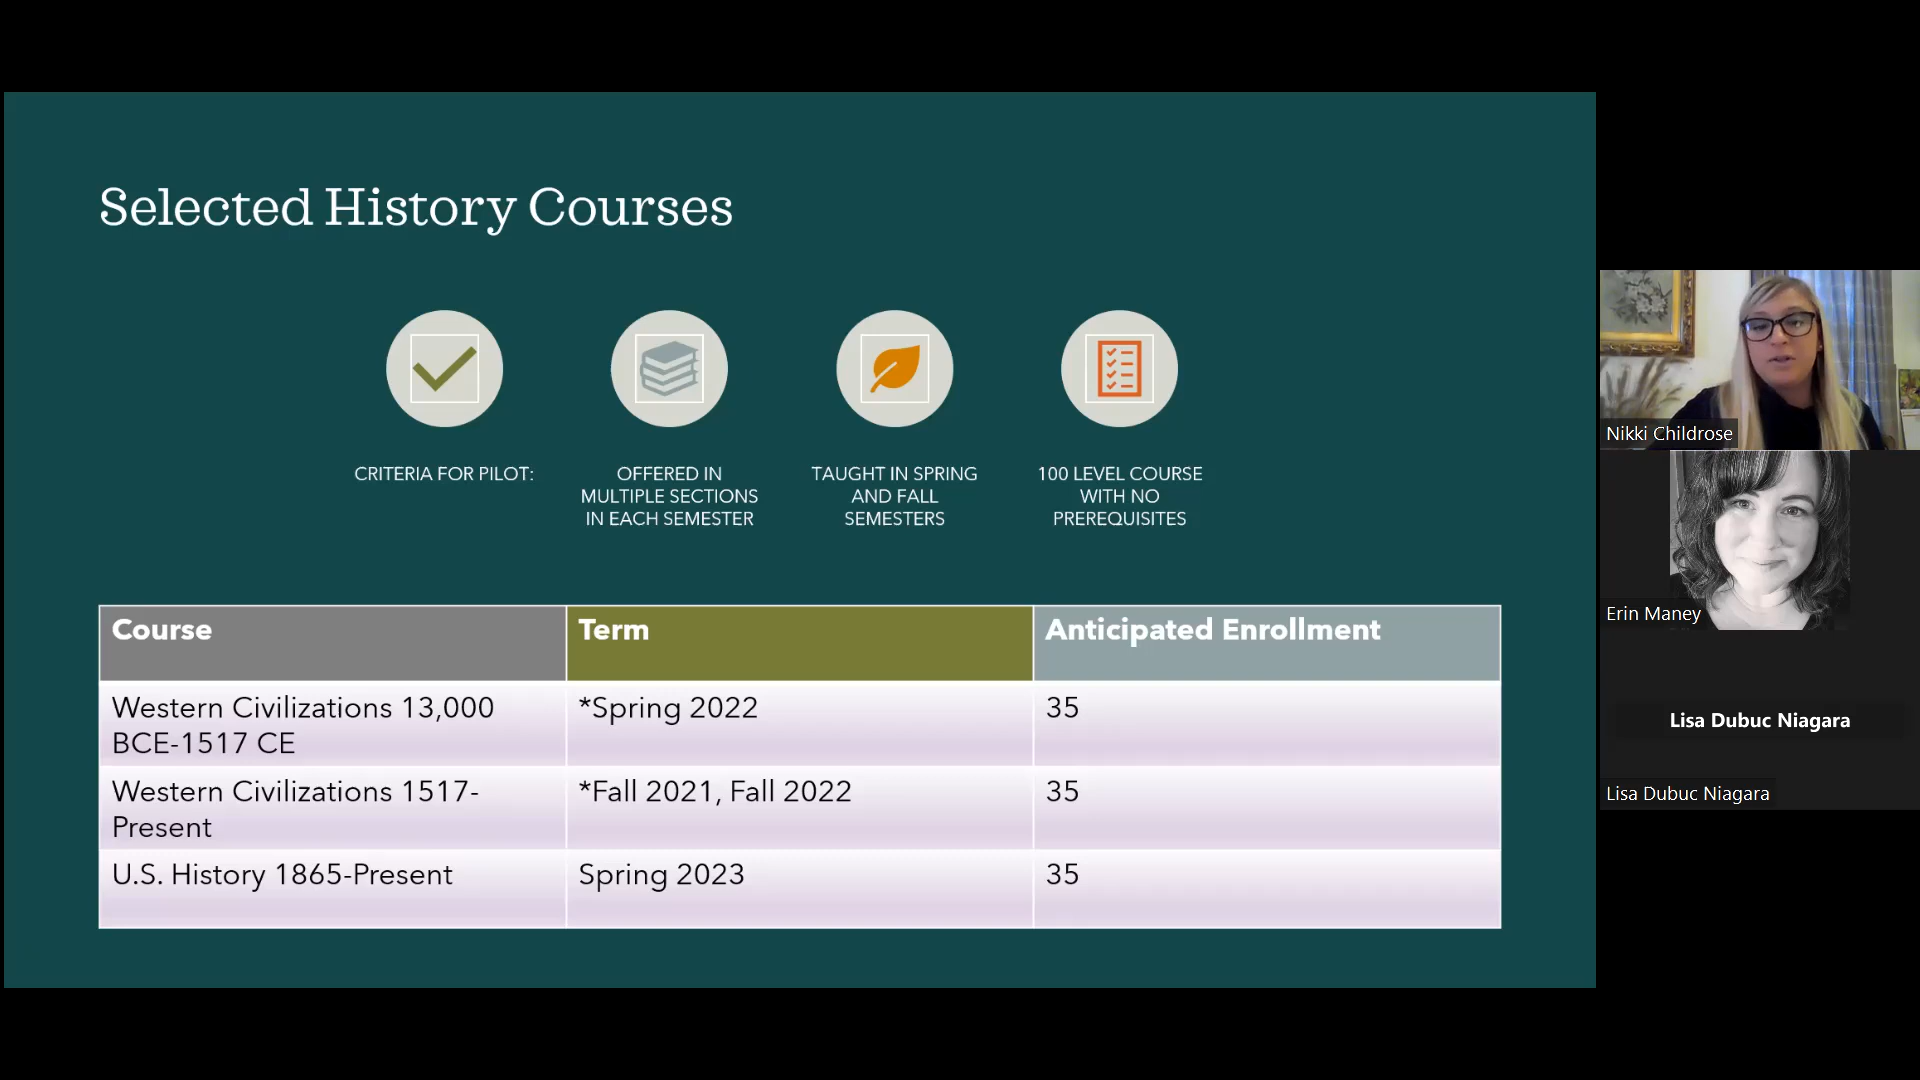 Selected History Courses
CRITERIA FOR PILOT:
OFFERED IN
MULTIPLE SECTIONS
IN EACH SEMESTER
TAUGHT IN SPRING
AND FALL
SEMESTERS
100 LEVEL COURSE
WITH NO
PREREQUISITES
Course
Term
Anticipated Enrollment
Western Civilizations 13,000
BCE-1517 CE
*Spring 2022
35
Western Civilizations 1517-
Present
*Fall 2021, Fall 2022
35
U.S. History 1865-Present
Spring 2023
35
Nikki Childrose
Erin Maney
Lisa Dubuc Niagara
Lisa Dubuc Niagara